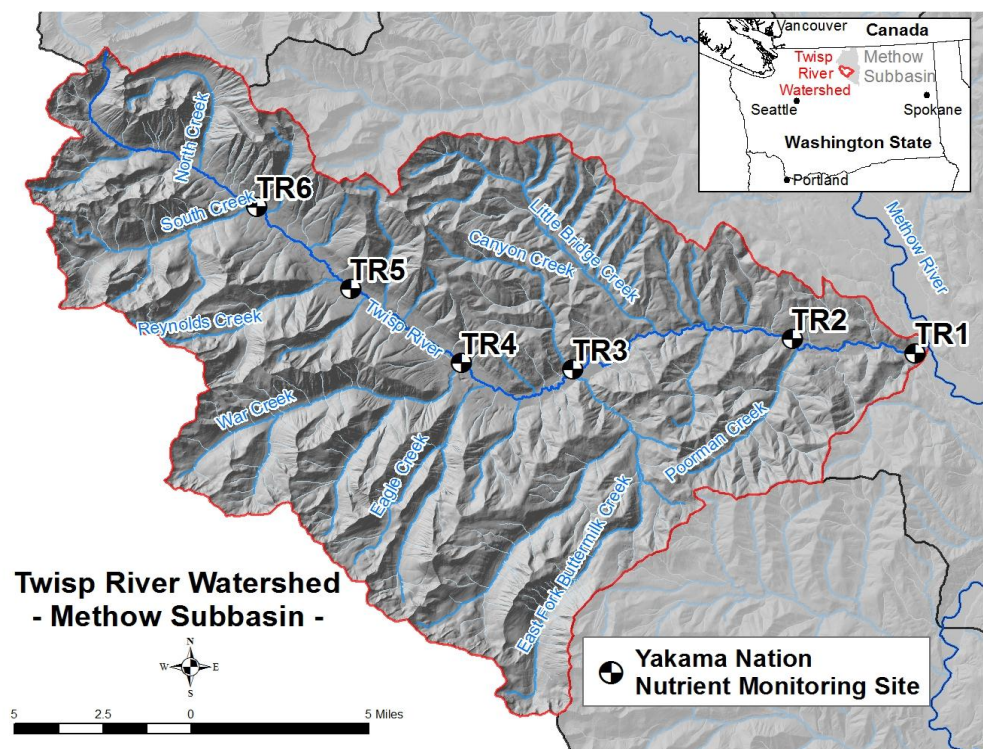 Vancouver
Canada
Twisp
River
Watershed
Methow
Subbasin
Seattle
Spokane
Washington State
Portland
North Creek
South Creek
TR6
Little Bridge Creek
Canyon Creek
Methow River
TR5
Reynolds Creek
Twisp River
TR4
TR3
TR2
TR1
War Creek
Eagle Creek
Poorman Creek
East Fork Buttermilk Creek
Twisp River Watershed
- Methow Subbasin -
N
W
E
S
5
2.5
0
5 Miles
Yakama Nation
Nutrient Monitoring Site